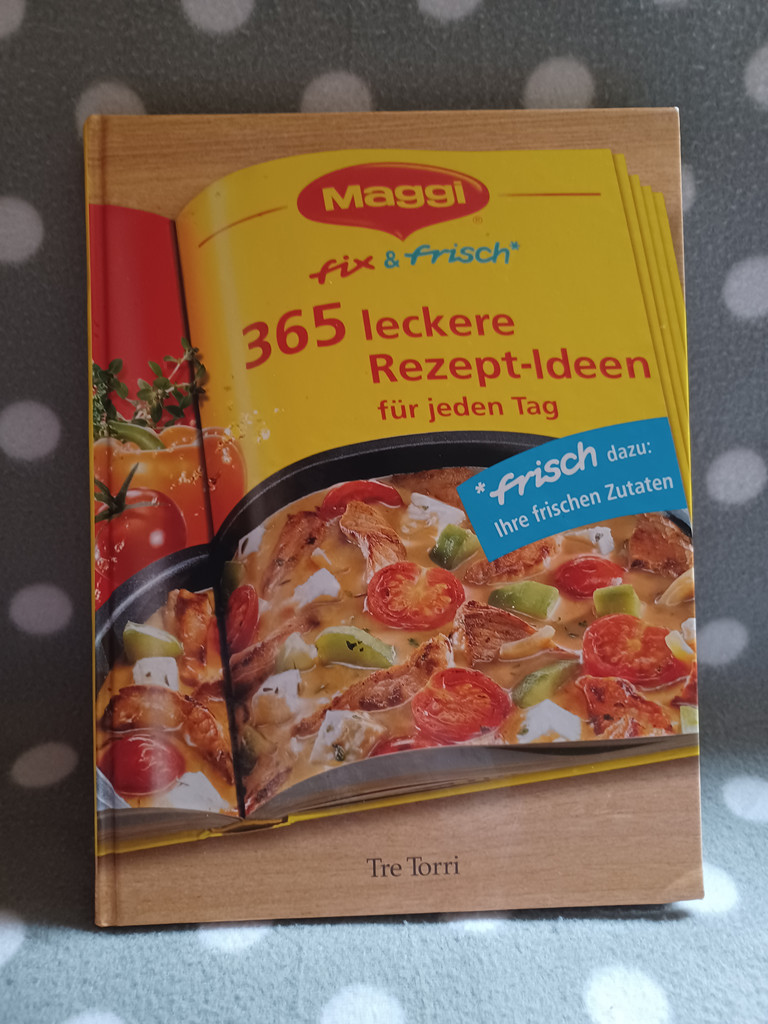 Maggi
®
fix & frisch*
365 leckere
Rezept-Ideen
für jeden Tag
*frisch dazu:
Ihre frischen Zutaten
Tre Torri